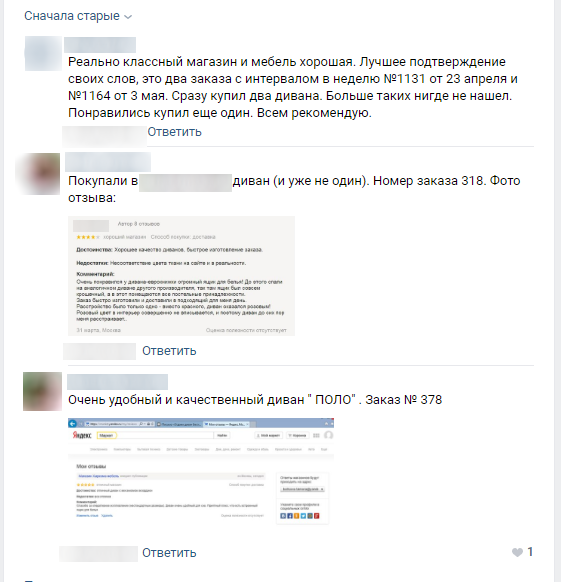 Сначала старые
Реально классный магазин и мебель хорошая. Лучшее подтверждение
своих слов, это два заказа с интервалом в неделю №1131 от 23 апреля и
№1164 от 3 мая. Сразу купил два дивана. Больше таких нигде не нашел.
Понравились купил еще один. Всем рекомендую.
Ответить
Покупали в диван (и уже не один). Номер заказа 318. Фото
отзыва:
Автор 8 отзывов
хороший магазин Способ покупки: доставка
Достоинства: Хорошее качество диванов, быстрое изготовление заказа.
Недостатки: Несоответствие цвета ткани на сайте и в реальности.
Комментарий:
Очень понравился у дивана-еврокнижки огромный ящик для белья! До этого спали
на аналогичном диване другого производителя, там там ящик был совсем
крошечный, а в этот помещаются все постельные принадлежности.
Заказ быстро изготовили и доставили в подходящий для меня день.
Расстройство было только одно - вместо красного, диван оказался розовым!
Розовый цвет в интерьер совершенно не вписывается, и поэтому диван до сих пор
меня расстраивает.
31 марта, Москва Оценка полезности отсутствует
Ответить
Очень удобный и качественный диван " ПОЛО" . Заказ № 378
Яндекс Маркет Найти
Мои отзывы
Ответить 1